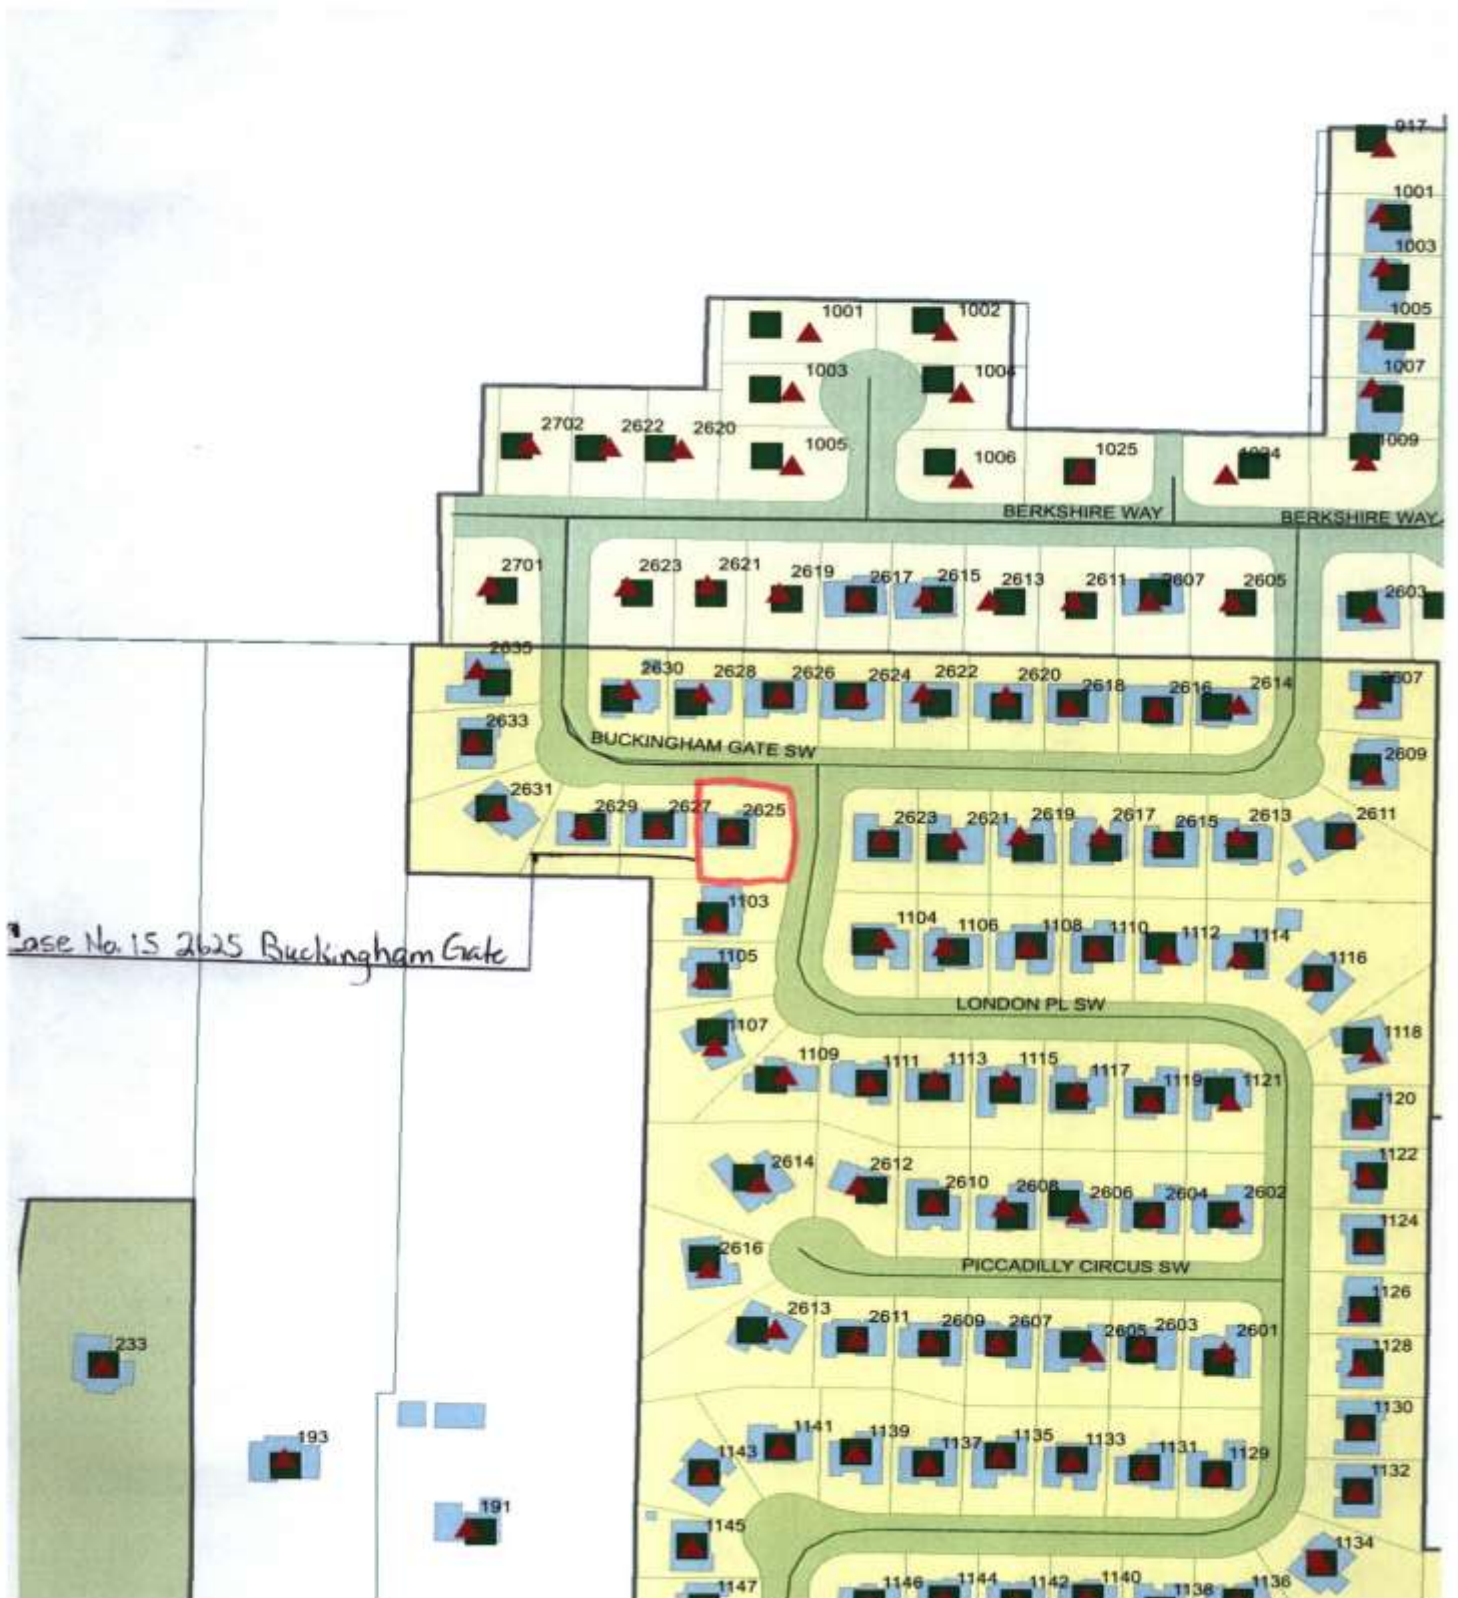 917
1001
1003
1005
1007
1009
1001 1002
1003 1004
2702 2622 2620
1005 1006 1025 1024
BERKSHIRE WAY BERKSHIRE WAY
2701 2623 2621 2619 2617 2615 2613 2611 2607 2605 2603
2635 2630 2628 2626 2624 2622 2620 2618 2616 2614 2607
2633 BUCKINGHAM GATE SW 2609
2631 2629 2627 2625 2623 2621 2619 2617 2615 2613 2611
1103
Case No. 15 2625 Buckingham Gate
1104 1106 1108 1110 1112 1114 1116
1105
LONDON PL SW
1107 1118
1109 1111 1113 1115 1117 1119 1121 1120
2614 2612 2610 2608 2606 2604 2602 1122
1124
2616 PICCADILLY CIRCUS SW
1126
2613 2611 2609 2607 2605 2603 2601 1128
233
1130
193 1143 1141 1139 1137 1135 1133 1131 1129 1132
191 1145 1134
1147 1146 1144 1142 1140 1138 1136